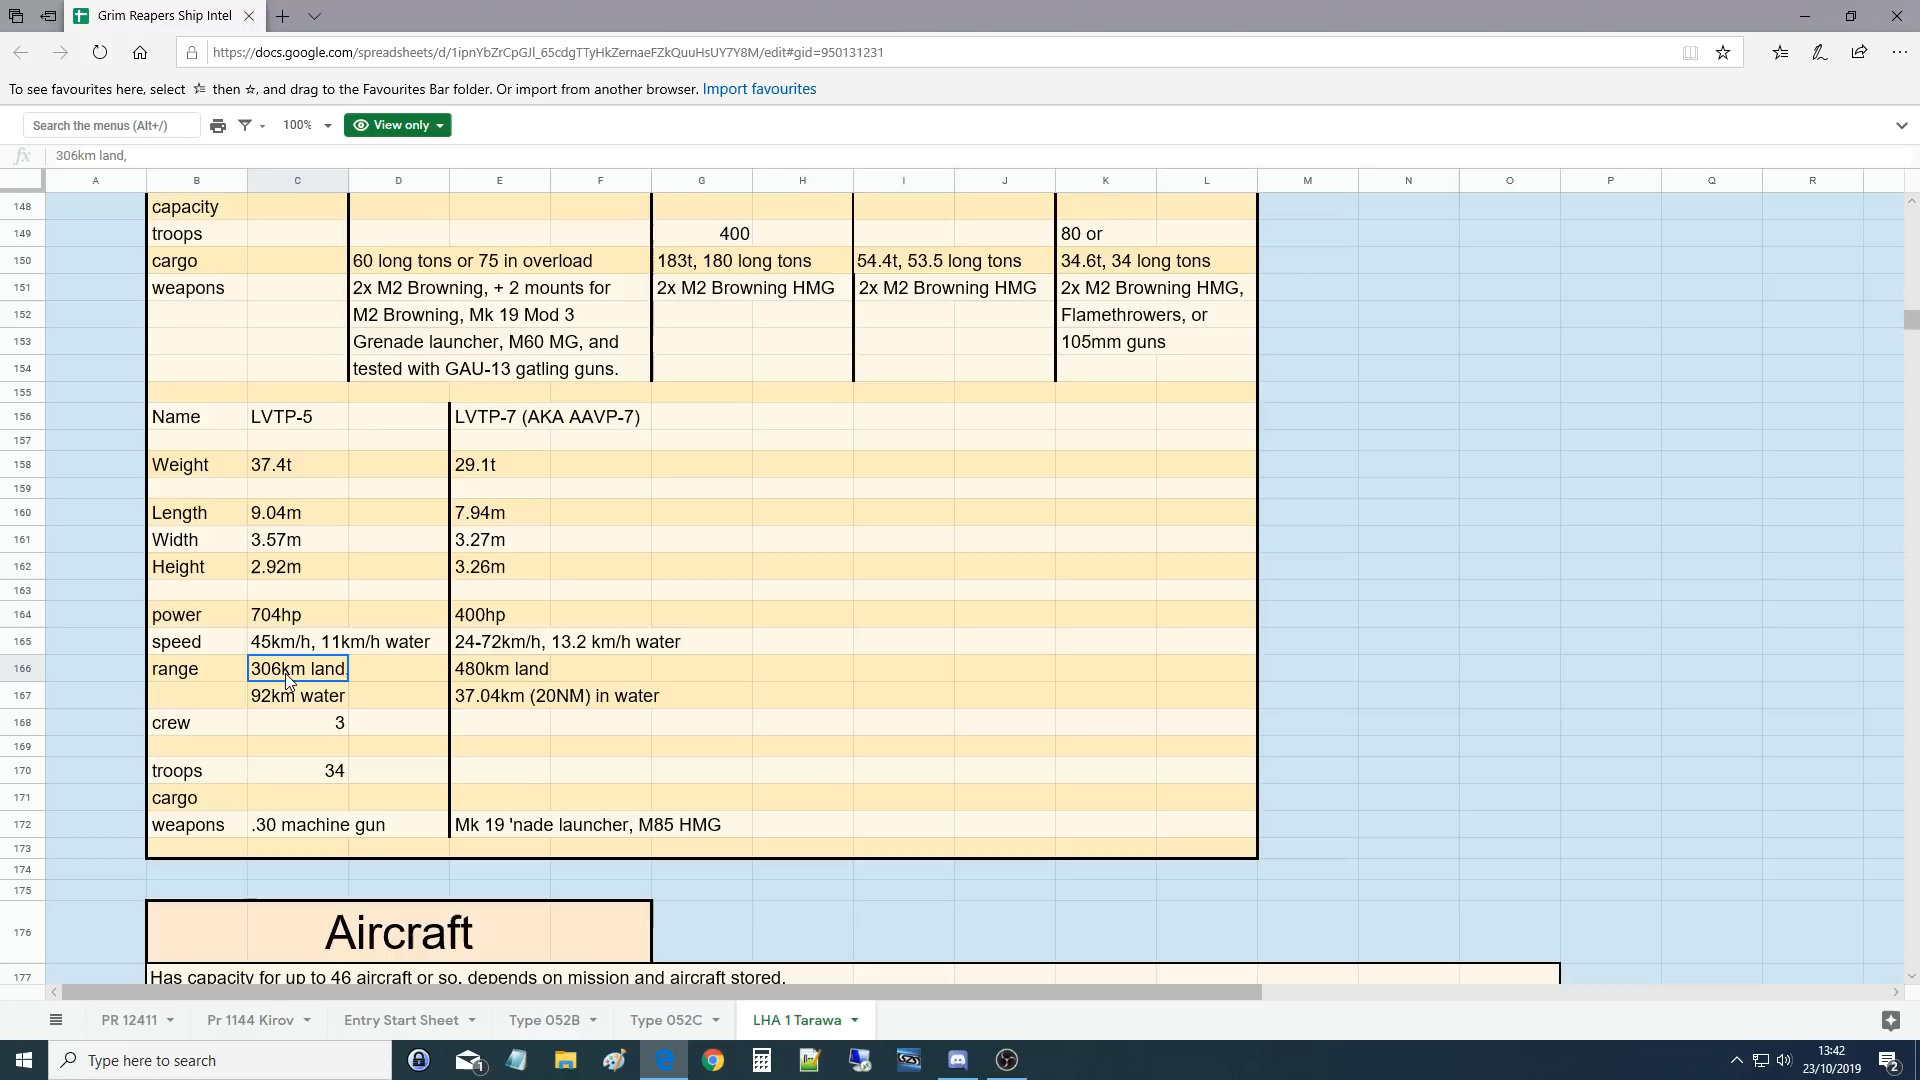 Grim Reapers Ship Intel
https://docs.google.com/spreadsheets/d/1ipnYbZrCpGJl_65cdgTTyHkZernaeFZkQuuHsUY7Y8M/edit#gid=950131231
To see favourites here, select ☆ then ☆, and drag to the Favourites Bar folder. Or import from another browser. Import favourites
Search the menus (Alt+/) 100% View only
fx 306km land,
A B C D E F G H I J K L M N O P Q R
148 capacity
149 troops 400 80 or
150 cargo 60 long tons or 75 in overload 183t, 180 long tons 54.4t, 53.5 long tons 34.6t, 34 long tons
151 weapons 2x M2 Browning, + 2 mounts for 2x M2 Browning HMG 2x M2 Browning HMG 2x M2 Browning HMG,
152 M2 Browning, Mk 19 Mod 3 Flamethrowers, or
153 Grenade launcher, M60 MG, and 105mm guns
154 tested with GAU-13 gatling guns.
155
156 Name LVTP-5 LVTP-7 (AKA AAVP-7)
157
158 Weight 37.4t 29.1t
159
160 Length 9.04m 7.94m
161 Width 3.57m 3.27m
162 Height 2.92m 3.26m
163
164 power 704hp 400hp
165 speed 45km/h, 11km/h water 24-72km/h, 13.2 km/h water
166 range 306km land, 480km land
167 92km water 37.04km (20NM) in water
168 crew 3
169
170 troops 34
171 cargo
172 weapons .30 machine gun Mk 19 'nade launcher, M85 HMG
173
174
175
176 Aircraft
177 Has capacity for up to 46 aircraft or so, depends on mission and aircraft stored.
PR 12411 Pr 1144 Kirov Entry Start Sheet Type 052B Type 052C LHA 1 Tarawa
Type here to search 1 13:42
23/10/2019 2